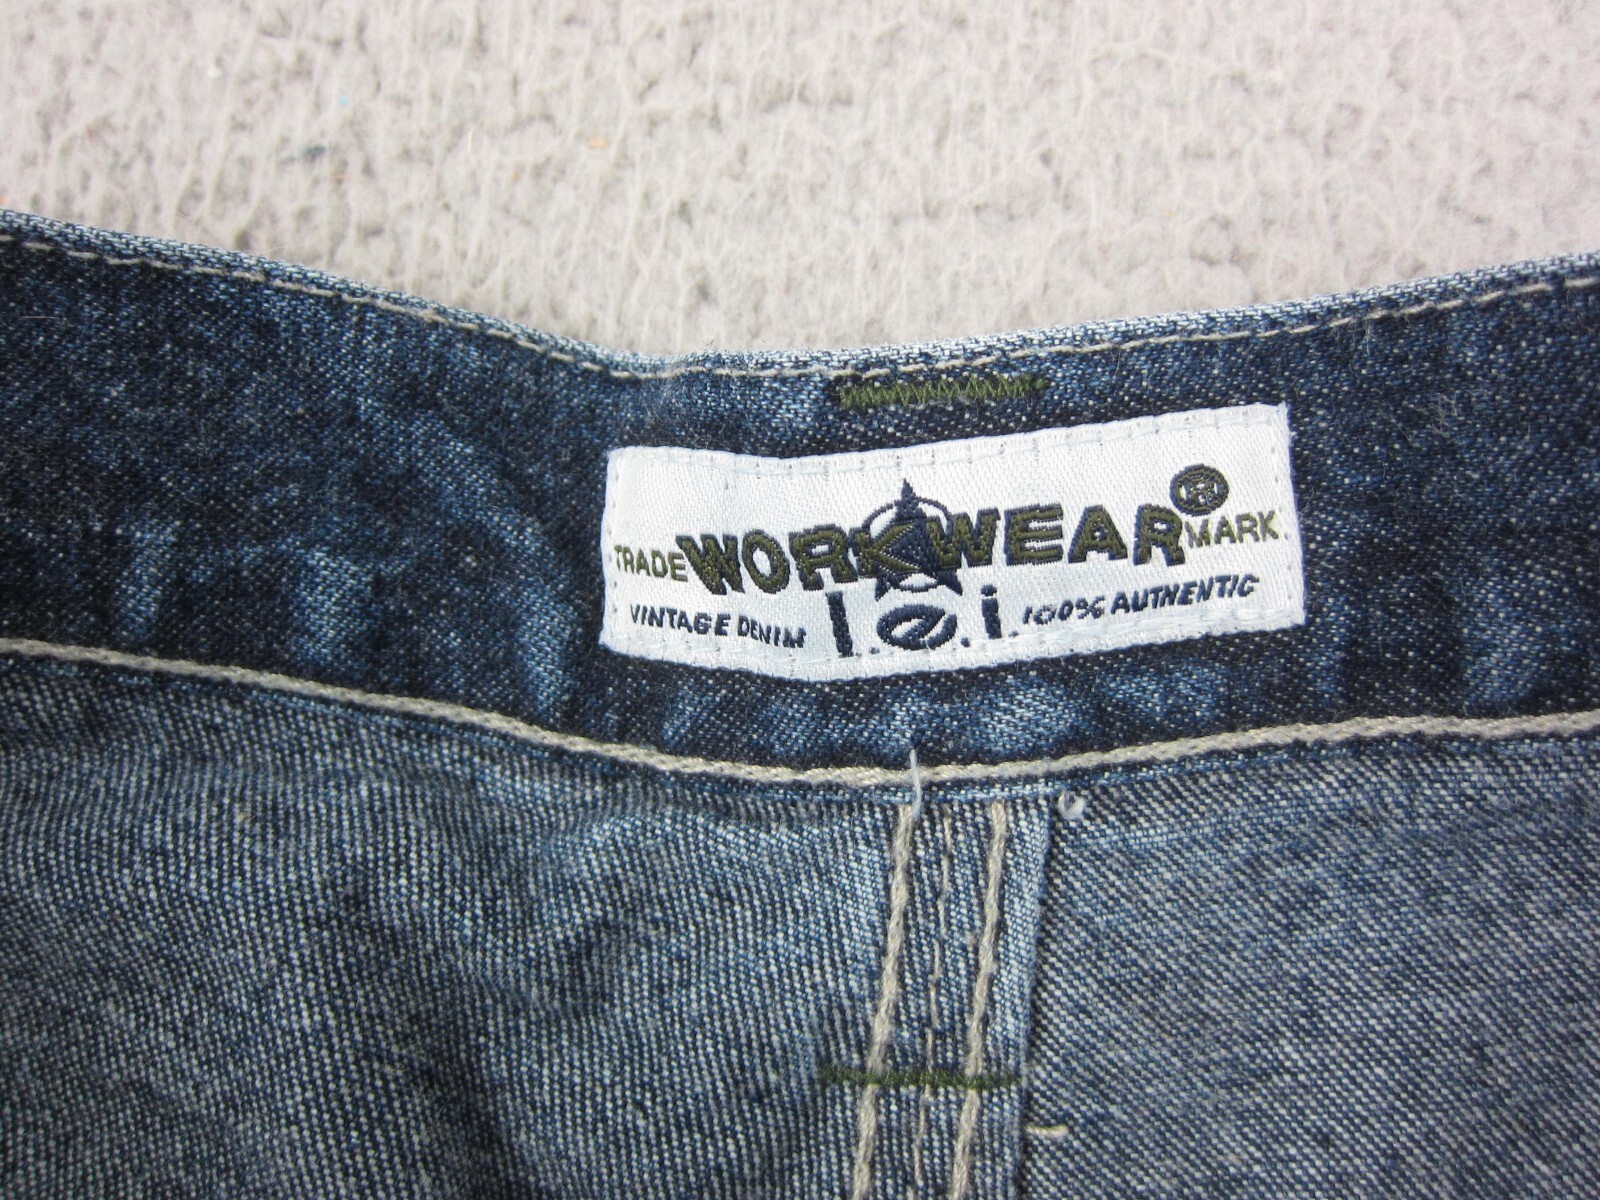 TRADE WORKWEAR® MARK
VINTAGE DENIM l.e.i. 100% AUTHENTIC